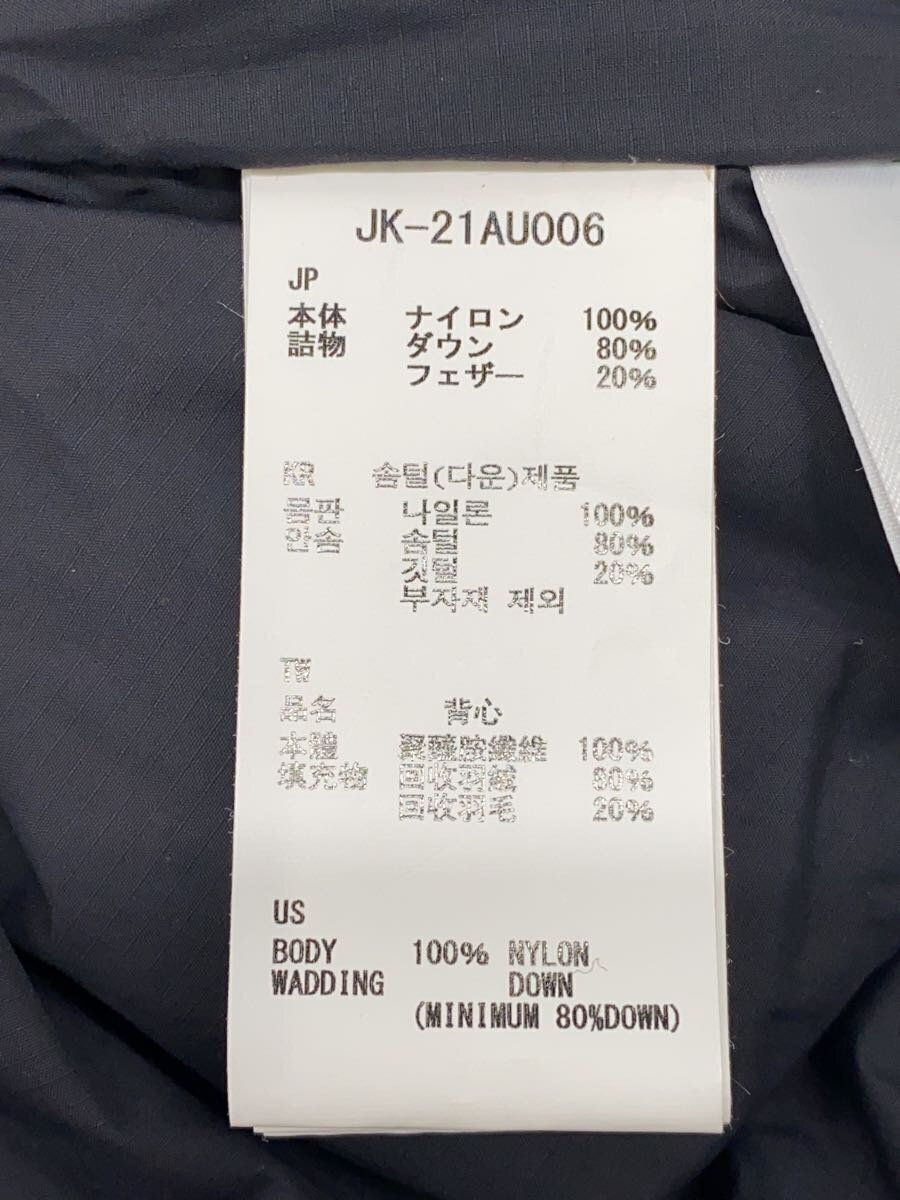 JK-21AU006
JP
本体 ナイロン 100%
詰物 ダウン 80%
フェザー 20%
KR 솜털(다운)제품
몸판 나일론 100%
안솜 솜털 80%
깃털 20%
부자재 제외
TW
品名 背心
本體 聚醯胺纖維 100%
填充物 回收羽絨 80%
回收羽毛 20%
US
BODY 100% NYLON
WADDING DOWN
(MINIMUM 80%DOWN)